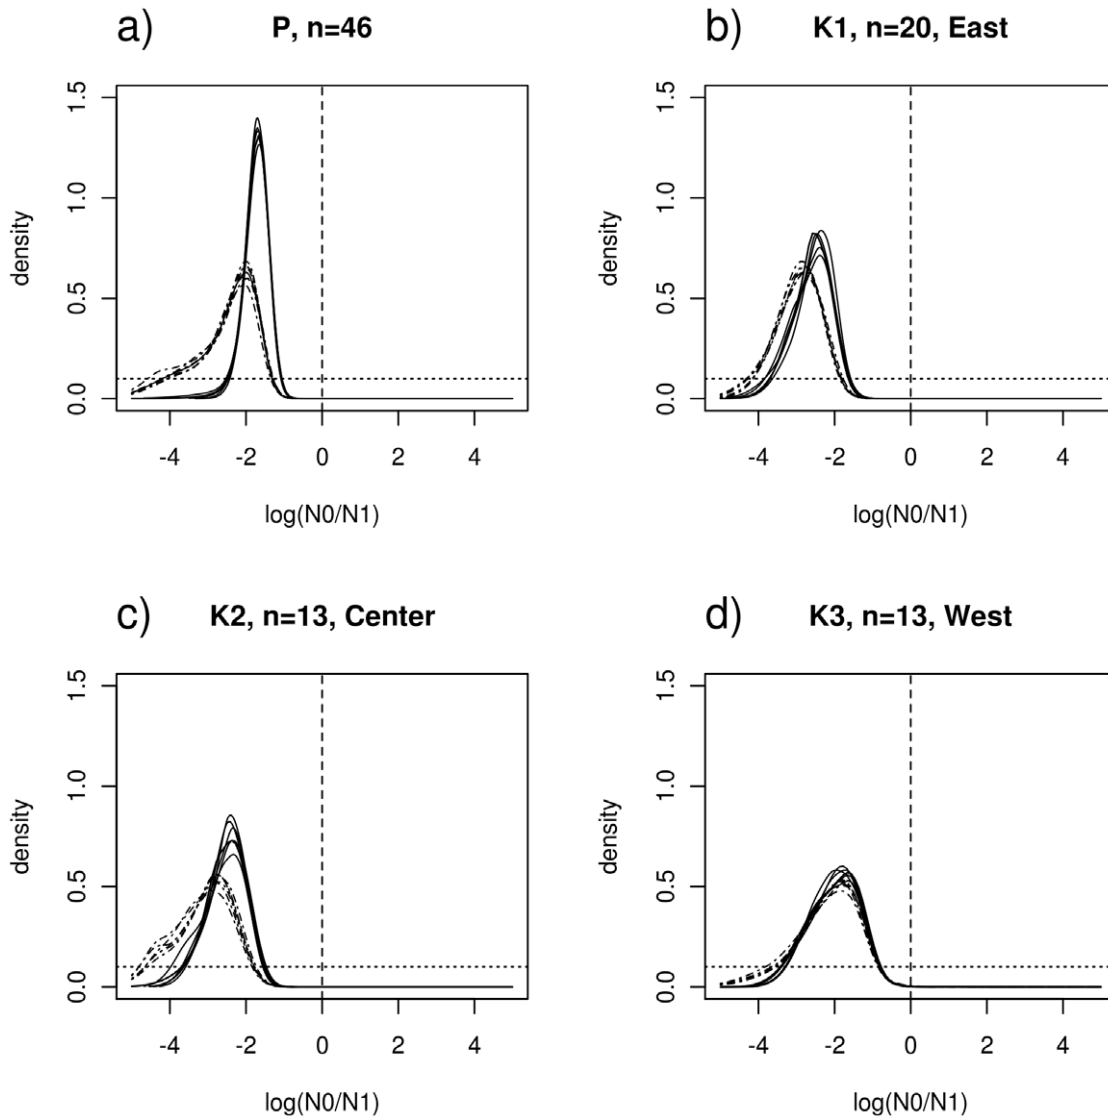 a) P, n=46
density
1.5
1.0
0.5
0.0
-4 -2 0 2 4
log(N0/N1)
b) K1, n=20, East
density
1.5
1.0
0.5
0.0
-4 -2 0 2 4
log(N0/N1)
c) K2, n=13, Center
density
1.5
1.0
0.5
0.0
-4 -2 0 2 4
log(N0/N1)
d) K3, n=13, West
density
1.5
1.0
0.5
0.0
-4 -2 0 2 4
log(N0/N1)